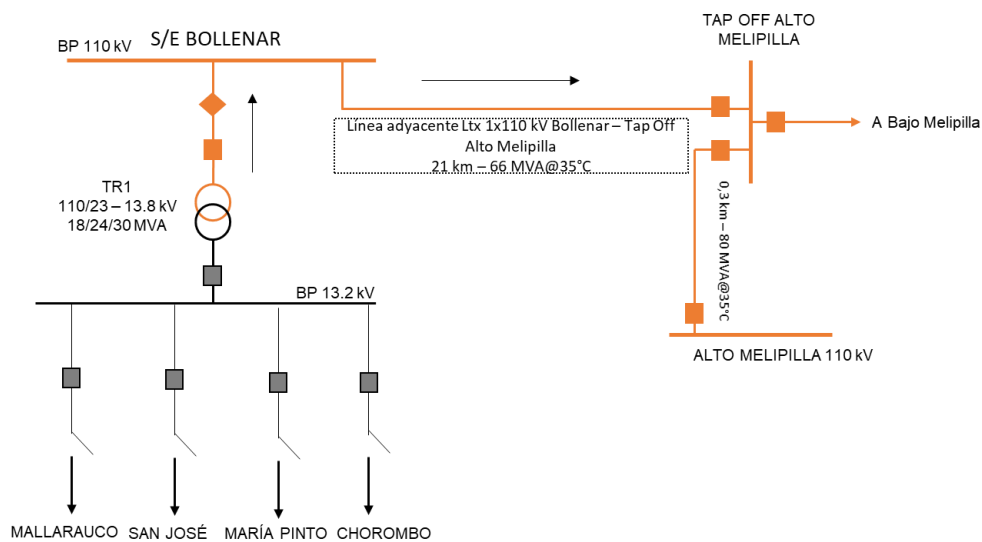 S/E BOLLENAR
BP 110 kV
TAP OFF ALTO
MELIPILLA
A Bajo Melipilla
Línea adyacente Ltx 1x110 kV Bollenar – Tap Off
Alto Melipilla
21 km – 66 MVA@35°C
TR1
110/23 – 13.8 kV
18/24/30 MVA
0,3 km – 80 MVA@35°C
BP 13.2 kV
ALTO MELIPILLA 110 kV
MALLARAUCO
SAN JOSÉ
MARÍA PINTO
CHOROMBO